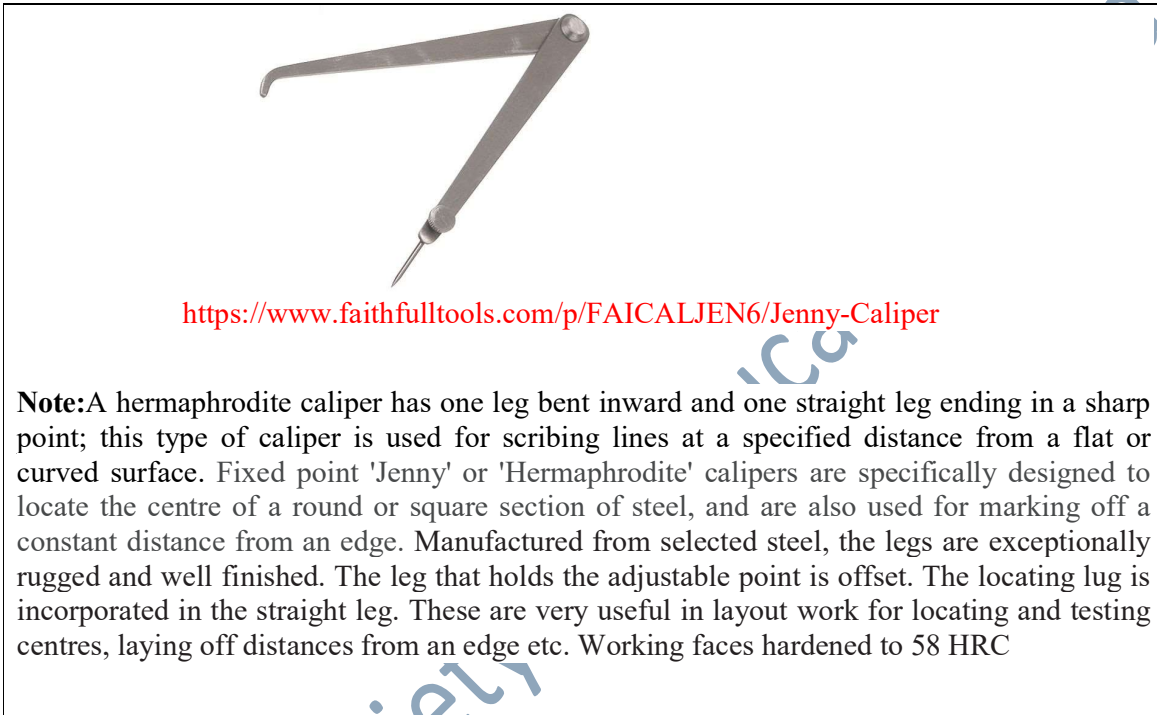 https://www.faithfulltools.com/p/FAICALJEN6/Jenny-Caliper
Note:A hermaphrodite caliper has one leg bent inward and one straight leg ending in a sharp
point; this type of caliper is used for scribing lines at a specified distance from a flat or
curved surface. Fixed point 'Jenny' or 'Hermaphrodite' calipers are specifically designed to
locate the centre of a round or square section of steel, and are also used for marking off a
constant distance from an edge. Manufactured from selected steel, the legs are exceptionally
rugged and well finished. The leg that holds the adjustable point is offset. The locating lug is
incorporated in the straight leg. These are very useful in layout work for locating and testing
centres, laying off distances from an edge etc. Working faces hardened to 58 HRC